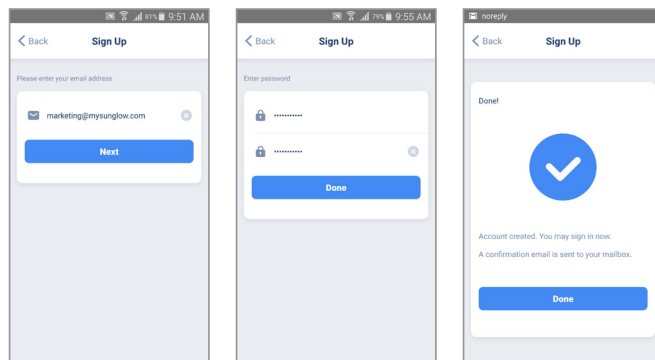 81% 9:51 AM
Back Sign Up
Please enter your email address
marketing@mysunglow.com
Next
79% 9:55 AM
Back Sign Up
Enter password
Done
noreply
Back Sign Up
Done!
Account created. You may sign in now.
A confirmation email is sent to your mailbox.
Done